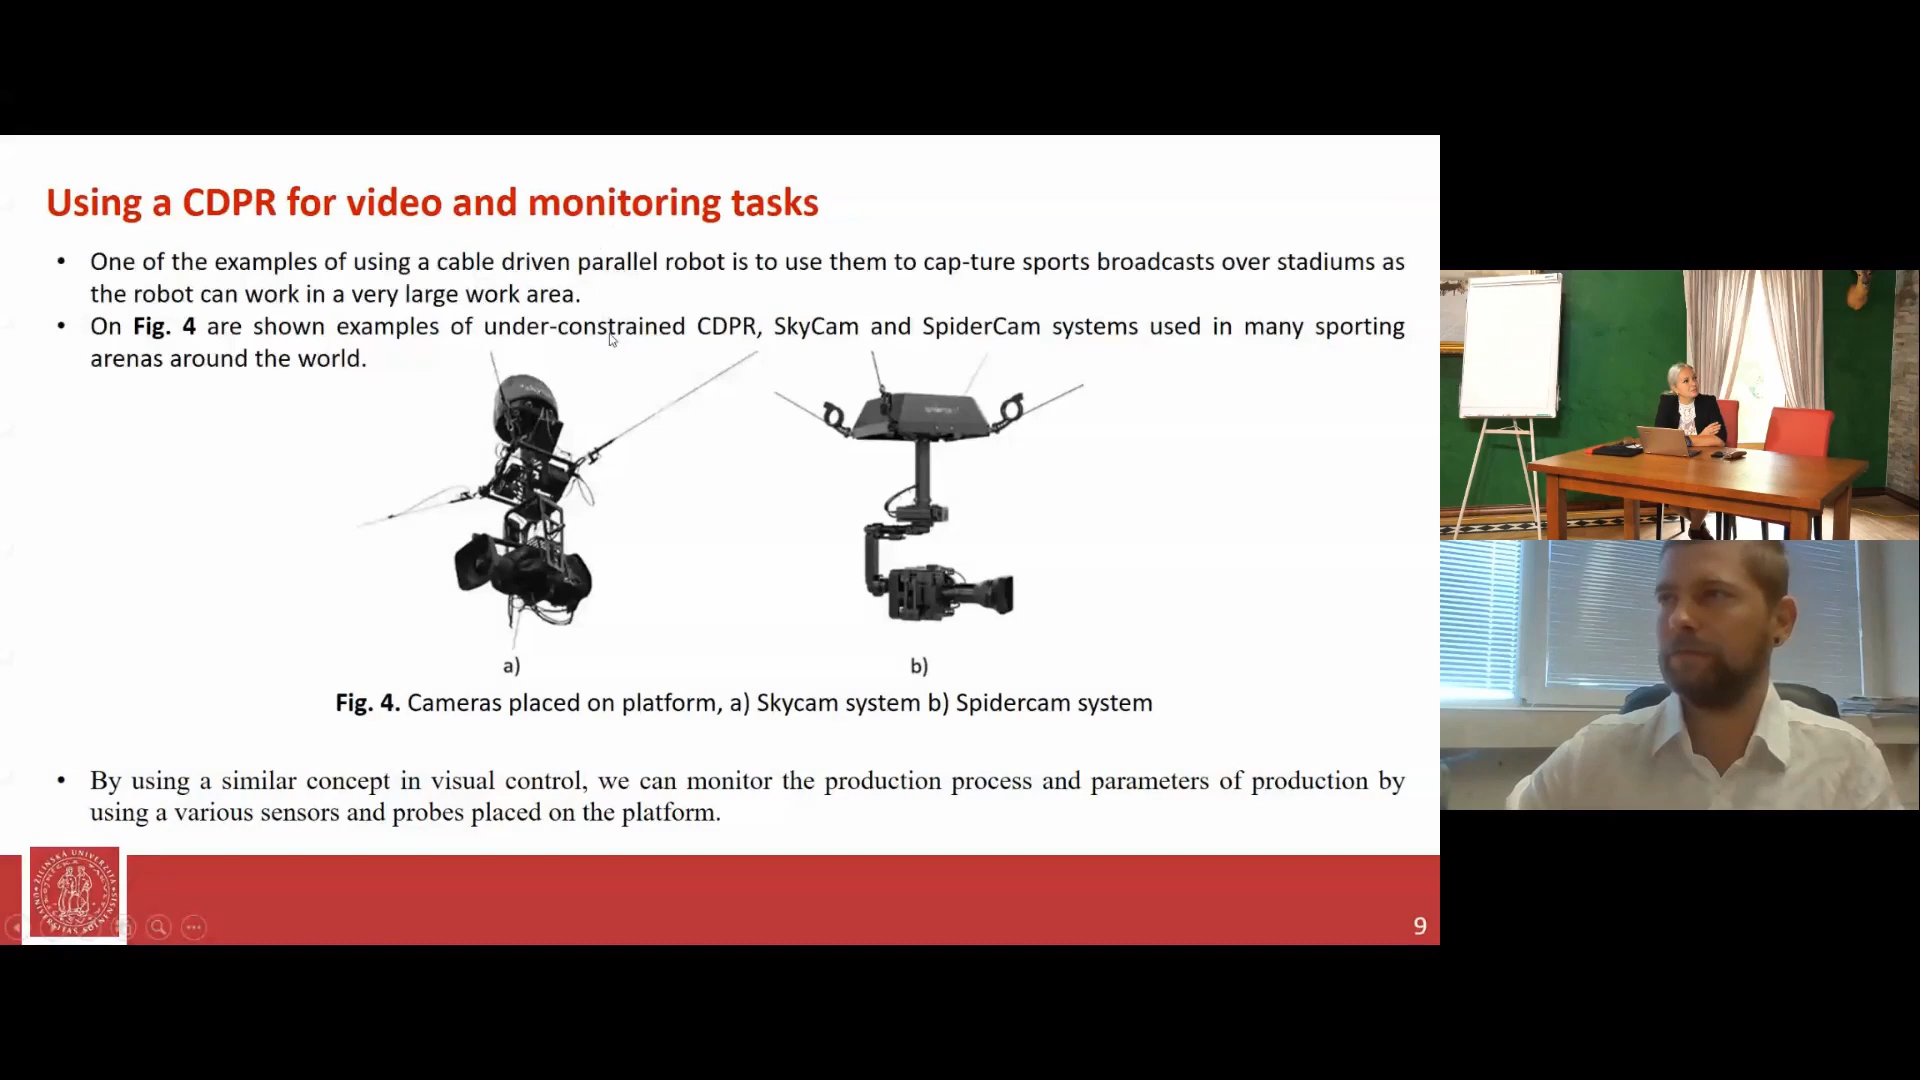 Using a CDPR for video and monitoring tasks
• One of the examples of using a cable driven parallel robot is to use them to cap-ture sports broadcasts over stadiums as
the robot can work in a very large work area.
• On Fig. 4 are shown examples of under-constrained CDPR, SkyCam and SpiderCam systems used in many sporting
arenas around the world.
a)
b)
Fig. 4. Cameras placed on platform, a) Skycam system b) Spidercam system
• By using a similar concept in visual control, we can monitor the production process and parameters of production by
using a various sensors and probes placed on the platform.
9